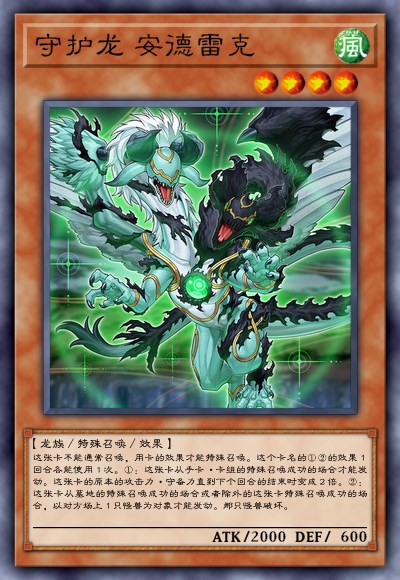 守护龙 安德雷克
風
【龙族／特殊召唤／效果】
这张卡不能通常召唤，用卡的效果才能特殊召唤。这个卡名的①②的效果1
回合各能使用1次。①：这张卡从手卡·卡组的特殊召唤成功的场合才能发
动。这张卡的原本的攻击力·守备力直到下个回合的结束时变成2倍。②：
这张卡从墓地的特殊召唤成功的场合或者除外的这张卡特殊召唤成功的场
合，以对方场上1只怪兽为对象才能发动。那只怪兽破坏。
ATK/2000 DEF/ 600